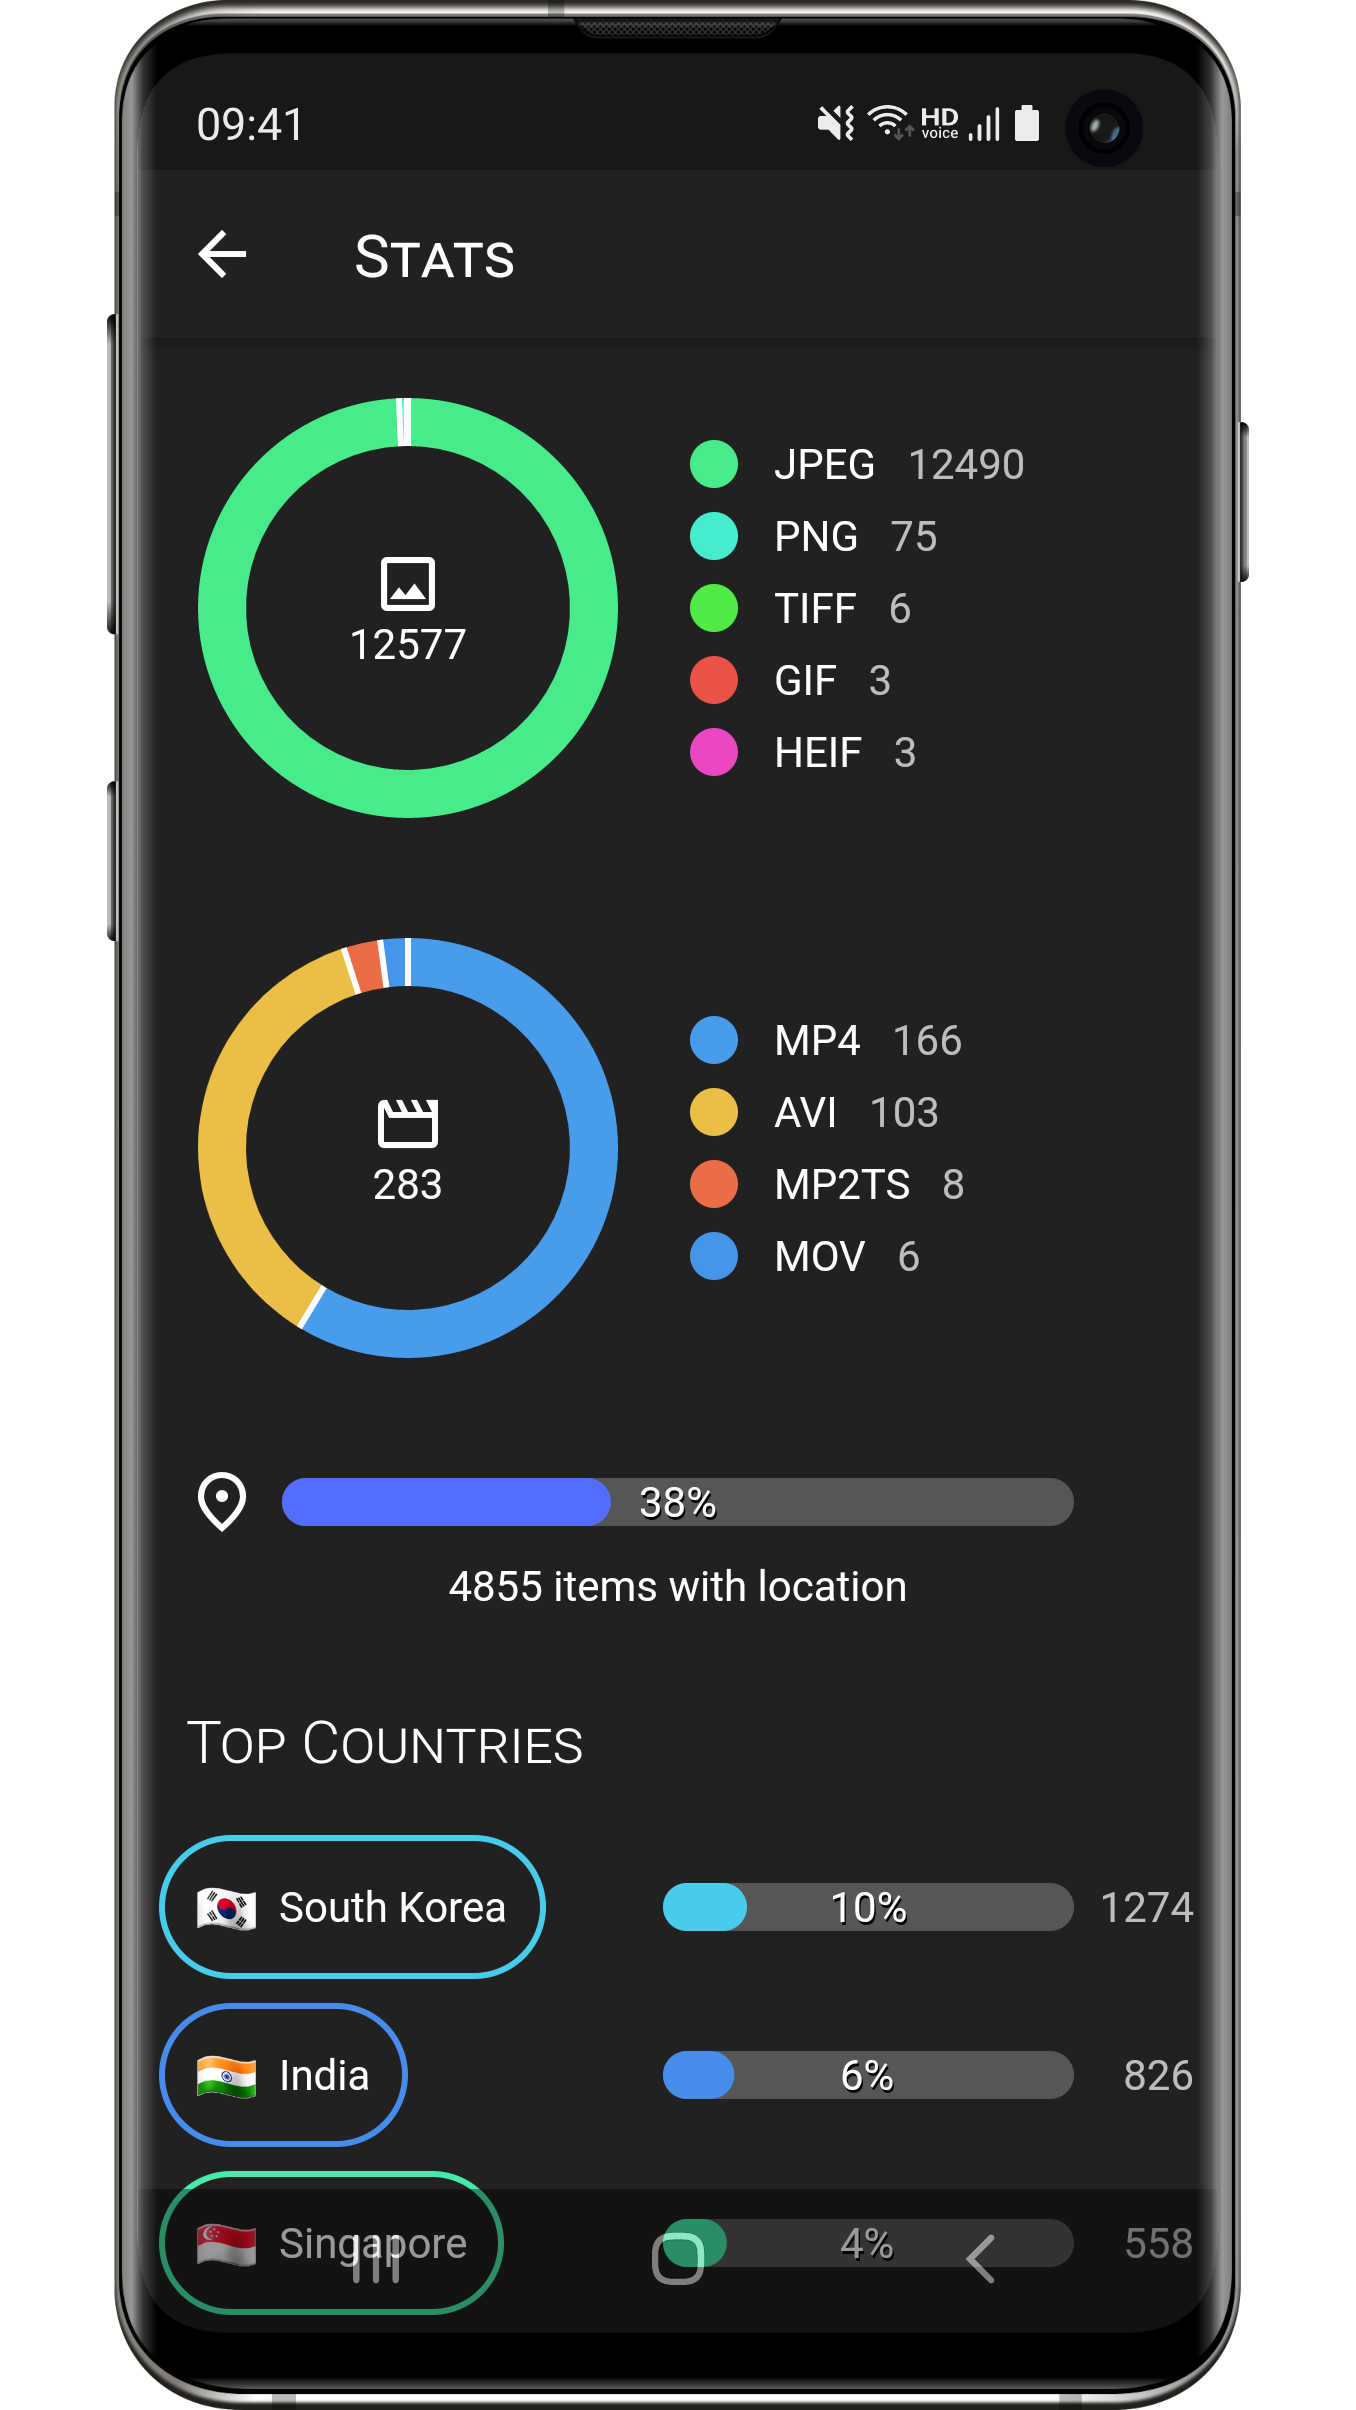 09:41
HD voice
STATS
12577
JPEG 12490
PNG 75
TIFF 6
GIF 3
HEIF 3
283
MP4 166
AVI 103
MP2TS 8
MOV 6
38%
4855 items with location
TOP COUNTRIES
South Korea 10% 1274
India 6% 826
Singapore 4% 558